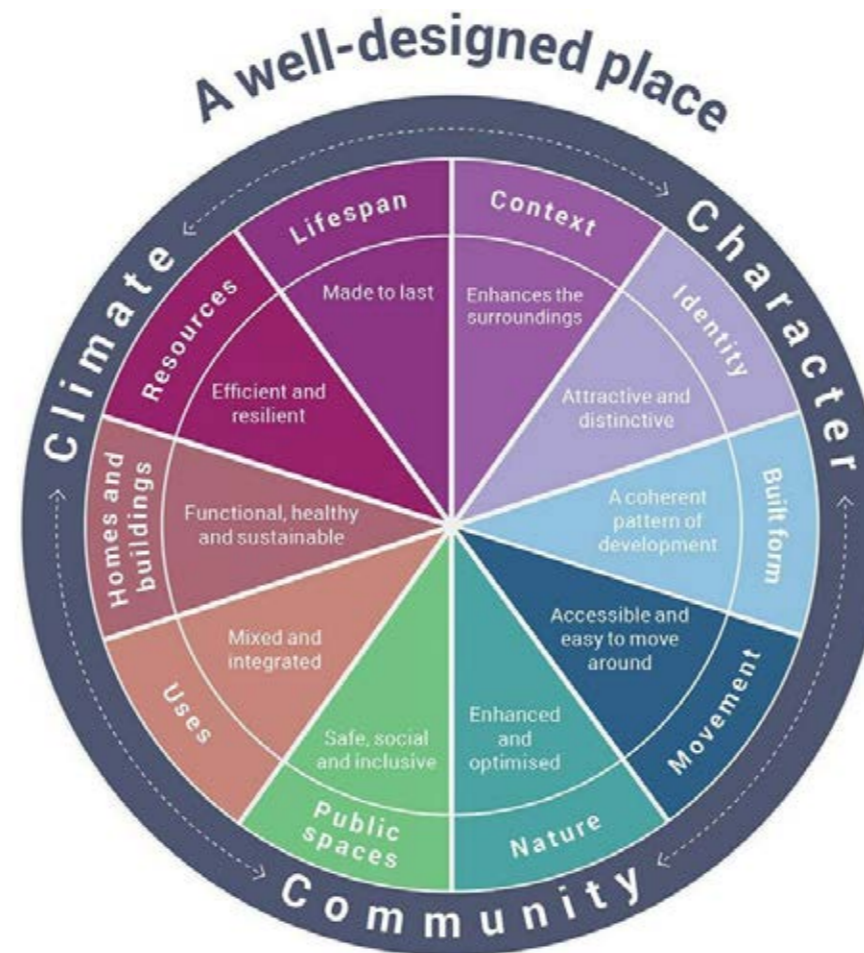 A well-designed place
Climate
Character
Community
Context
Enhances the
surroundings
Identity
Attractive and
distinctive
Built form
A coherent
pattern of
development
Movement
Accessible and
easy to move
around
Nature
Enhanced
and
optimised
Public
spaces
Safe, social
and inclusive
Uses
Mixed and
integrated
Homes and
buildings
Functional, healthy
and sustainable
Resources
Efficient and
resilient
Lifespan
Made to last